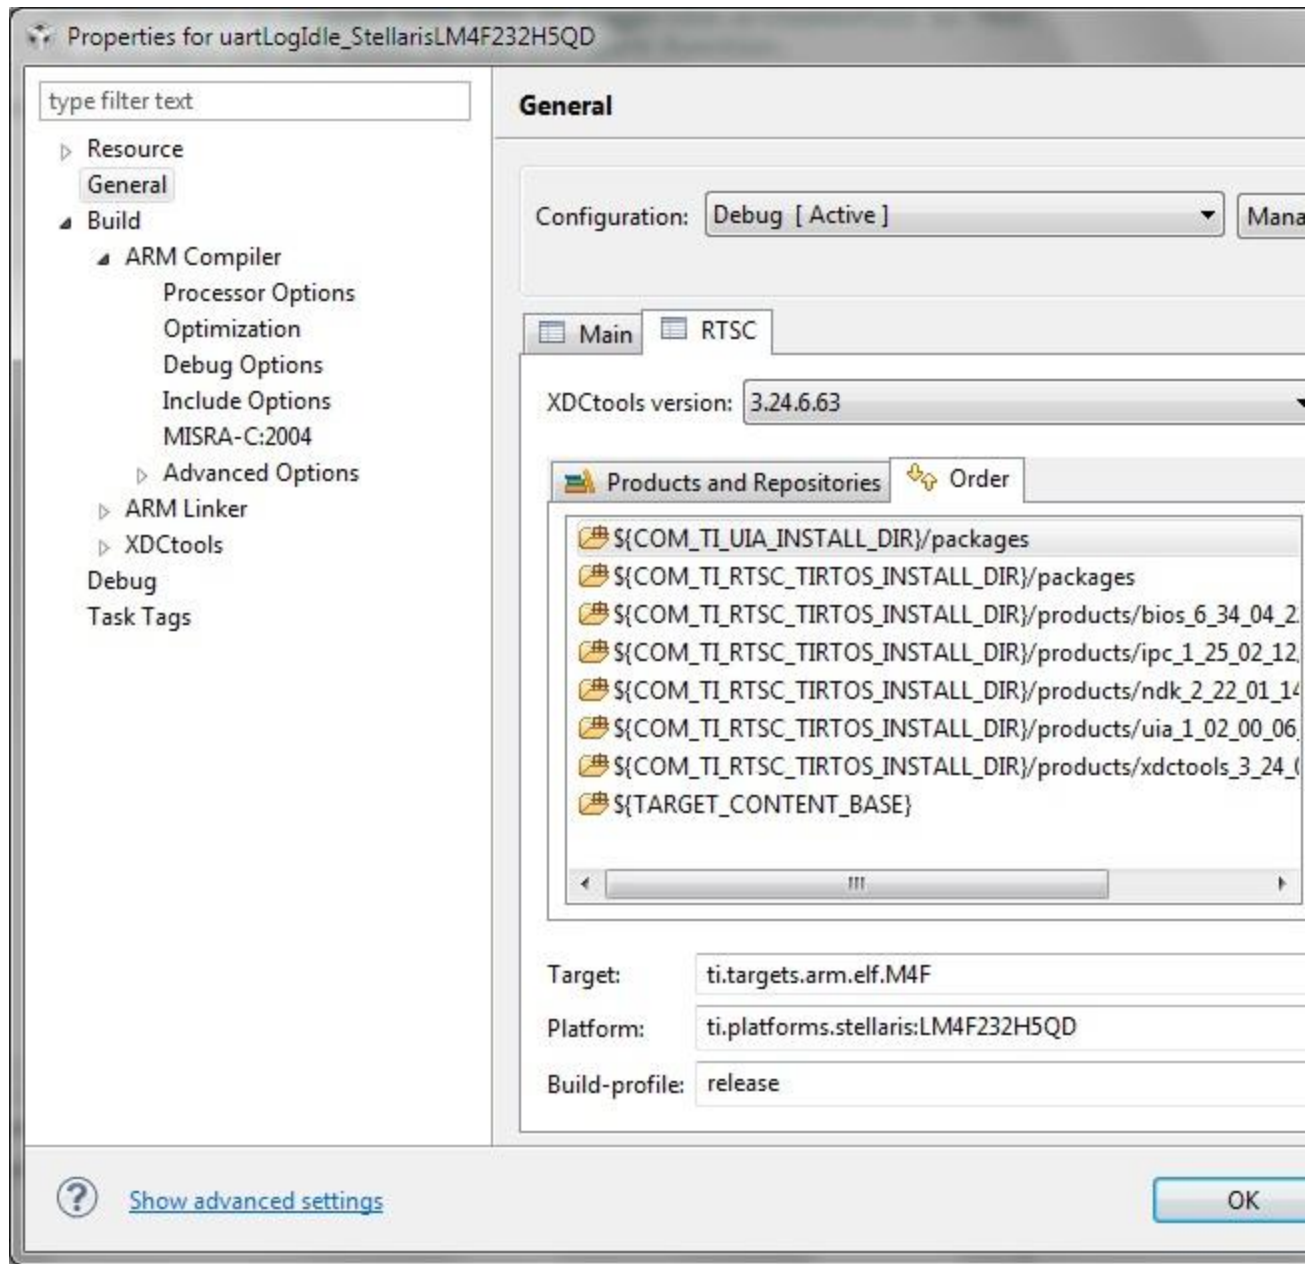 Properties for uartLogIdle_StellarisLM4F232H5QD
type filter text
Resource
General
Build
ARM Compiler
Processor Options
Optimization
Debug Options
Include Options
MISRA-C:2004
Advanced Options
ARM Linker
XDCtools
Debug
Task Tags
General
Configuration: Debug [ Active ] Mana
Main RTSC
XDCtools version: 3.24.6.63
Products and Repositories Order
${COM_TI_UIA_INSTALL_DIR}/packages
${COM_TI_RTSC_TIRTOS_INSTALL_DIR}/packages
${COM_TI_RTSC_TIRTOS_INSTALL_DIR}/products/bios_6_34_04_2
${COM_TI_RTSC_TIRTOS_INSTALL_DIR}/products/ipc_1_25_02_12
${COM_TI_RTSC_TIRTOS_INSTALL_DIR}/products/ndk_2_22_01_14
${COM_TI_RTSC_TIRTOS_INSTALL_DIR}/products/uia_1_02_00_06_
${COM_TI_RTSC_TIRTOS_INSTALL_DIR}/products/xdctools_3_24_
${TARGET_CONTENT_BASE}
Target: ti.targets.arm.elf.M4F
Platform: ti.platforms.stellaris:LM4F232H5QD
Build-profile: release
Show advanced settings
OK